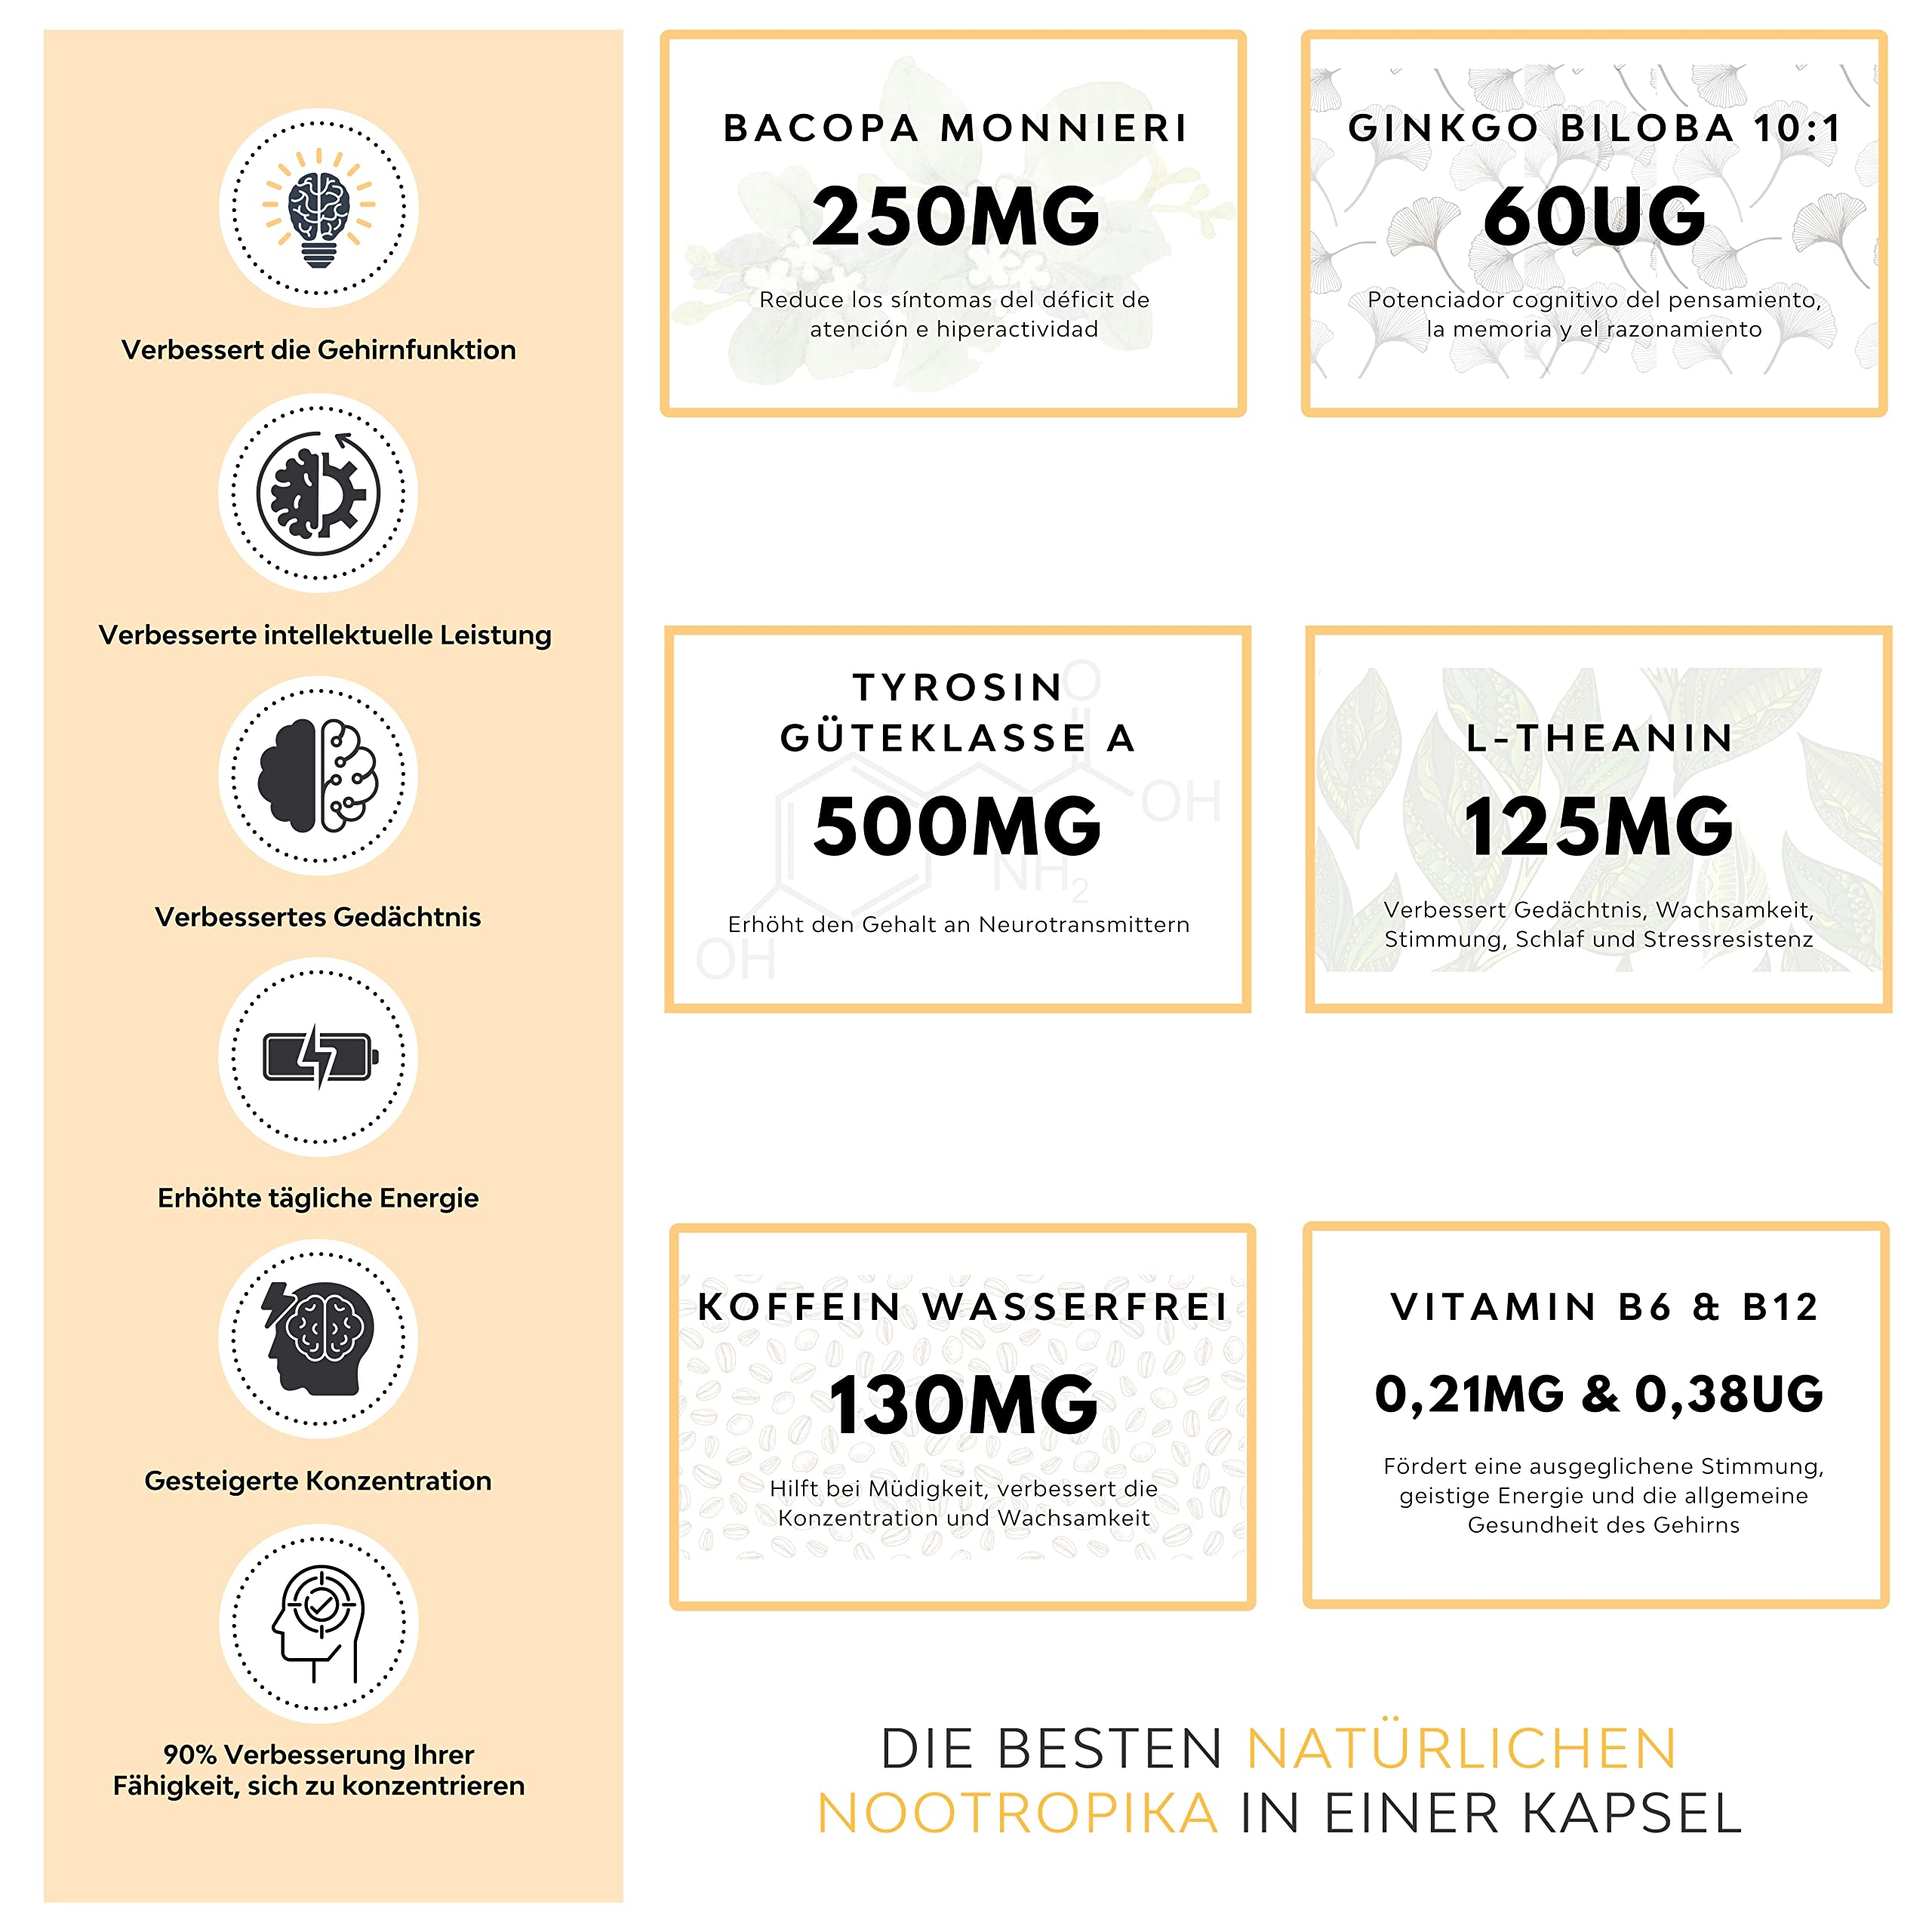 Verbessert die Gehirnfunktion
Verbesserte intellektuelle Leistung
Verbessertes Gedächtnis
Erhöhte tägliche Energie
Gesteigerte Konzentration
90% Verbesserung Ihrer
Fähigkeit, sich zu konzentrieren
BACOPA MONNIERI
250MG
Reduce los síntomas del déficit de
atención e hiperactividad
GINKGO BILOBA 10:1
60UG
Potenciador cognitivo del pensamiento,
la memoria y el razonamiento
TYROSIN
GÜTEKLASSE A
500MG
Erhöht den Gehalt an Neurotransmittern
O
OH
NH2
OH
L-THEANIN
125MG
Verbessert Gedächtnis, Wachsamkeit,
Stimmung, Schlaf und Stressresistenz
KOFFEIN WASSERFREI
130MG
Hilft bei Müdigkeit, verbessert die
Konzentration und Wachsamkeit
VITAMIN B6 & B12
0,21MG & 0,38UG
Fördert eine ausgeglichene Stimmung,
geistige Energie und die allgemeine
Gesundheit des Gehirns
DIE BESTEN NATÜRLICHEN
NOOTROPIKA IN EINER KAPSEL